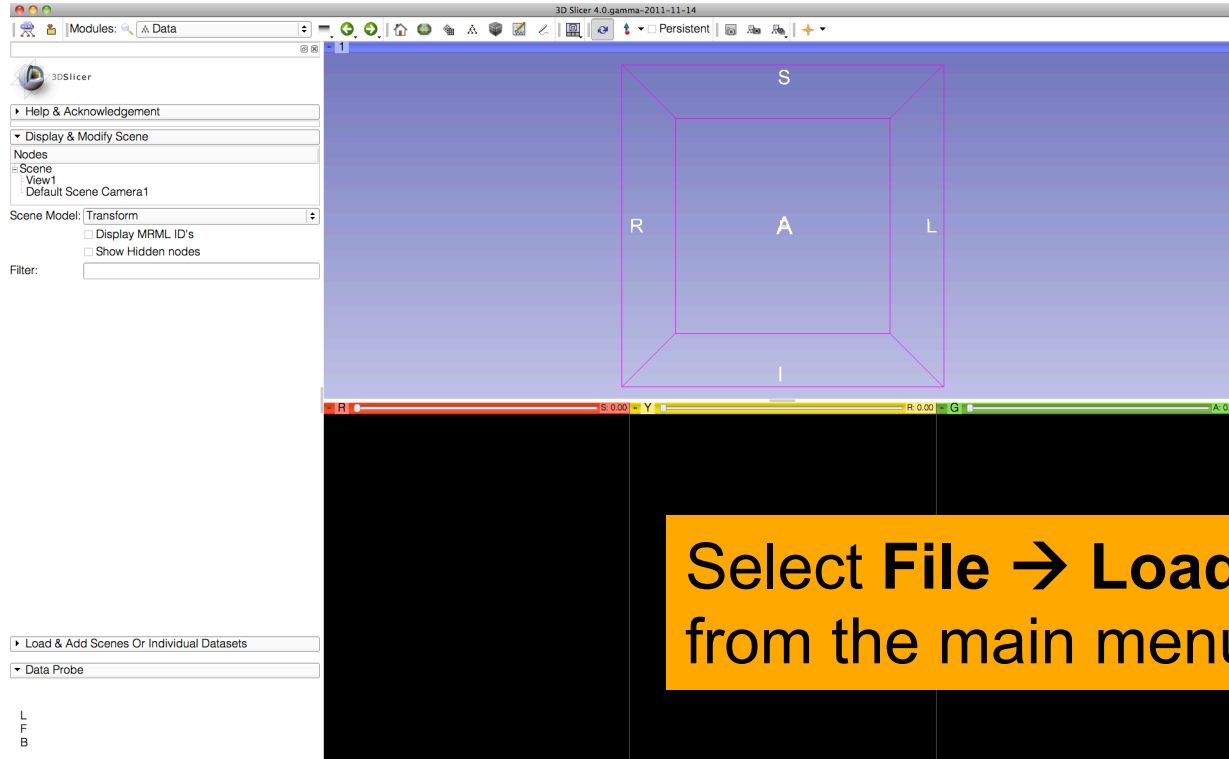 3D Slicer 4.0.gamma-2011-11-14
Modules: Data Persistent
1
3DSlicer
Help & Acknowledgement
Display & Modify Scene
Nodes
Scene
View1
Default Scene Camera1
Scene Model: Transform
Display MRML ID's
Show Hidden nodes
Filter:
S
R A L
I
R S: 0.00 Y R: 0.00 G A: 0
Select File → Load
from the main menu
Load & Add Scenes Or Individual Datasets
Data Probe
L
F
B